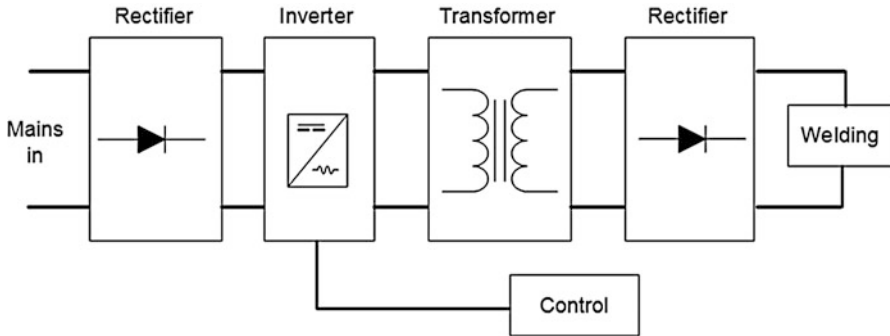 Rectifier
Inverter
Transformer
Rectifier
Mains
in
Welding
Control